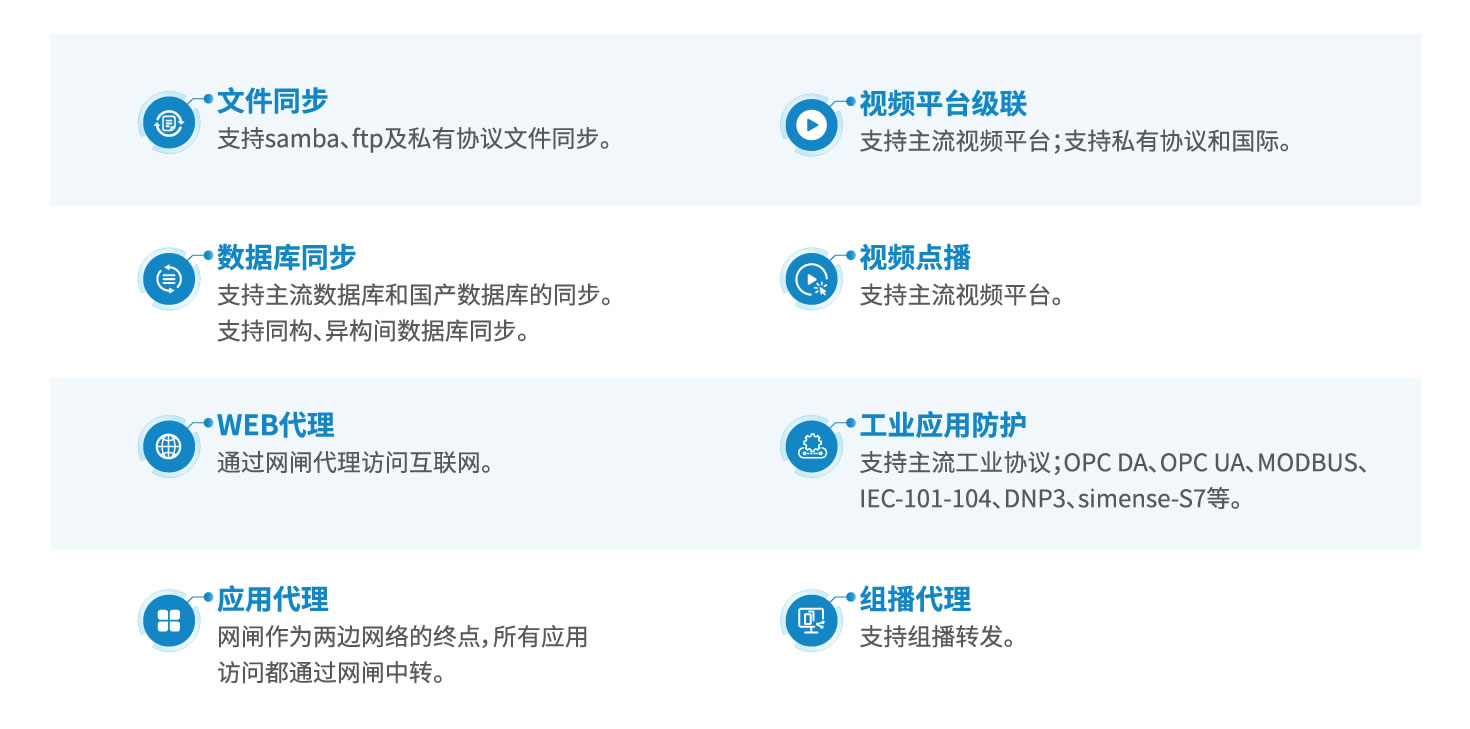 文件同步
支持samba、ftp及私有协议文件同步。
视频平台级联
支持主流视频平台；支持私有协议和国际。
数据库同步
支持主流数据库和国产数据库的同步。
支持同构、异构间数据库同步。
视频点播
支持主流视频平台。
WEB代理
通过网闸代理访问互联网。
工业应用防护
支持主流工业协议；OPC DA、OPC UA、MODBUS、
IEC-101-104、DNP3、simense-S7等。
应用代理
网闸作为两边网络的终点，所有应用
访问都通过网闸中转。
组播代理
支持组播转发。